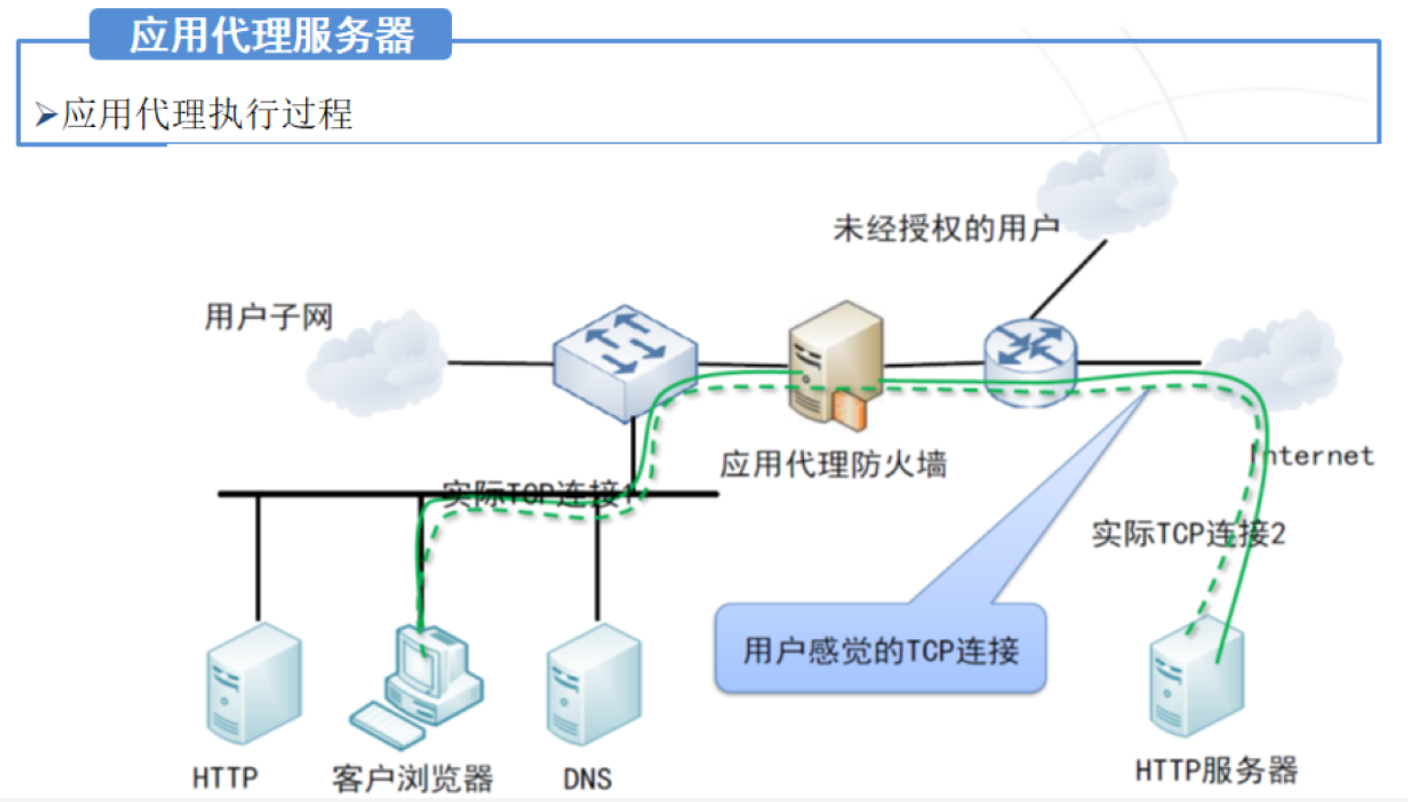 应用代理服务器
➢应用代理执行过程
未经授权的用户
用户子网
应用代理防火墙
Internet
实际TCP连接1
实际TCP连接2
用户感觉的TCP连接
HTTP
客户浏览器
DNS
HTTP服务器